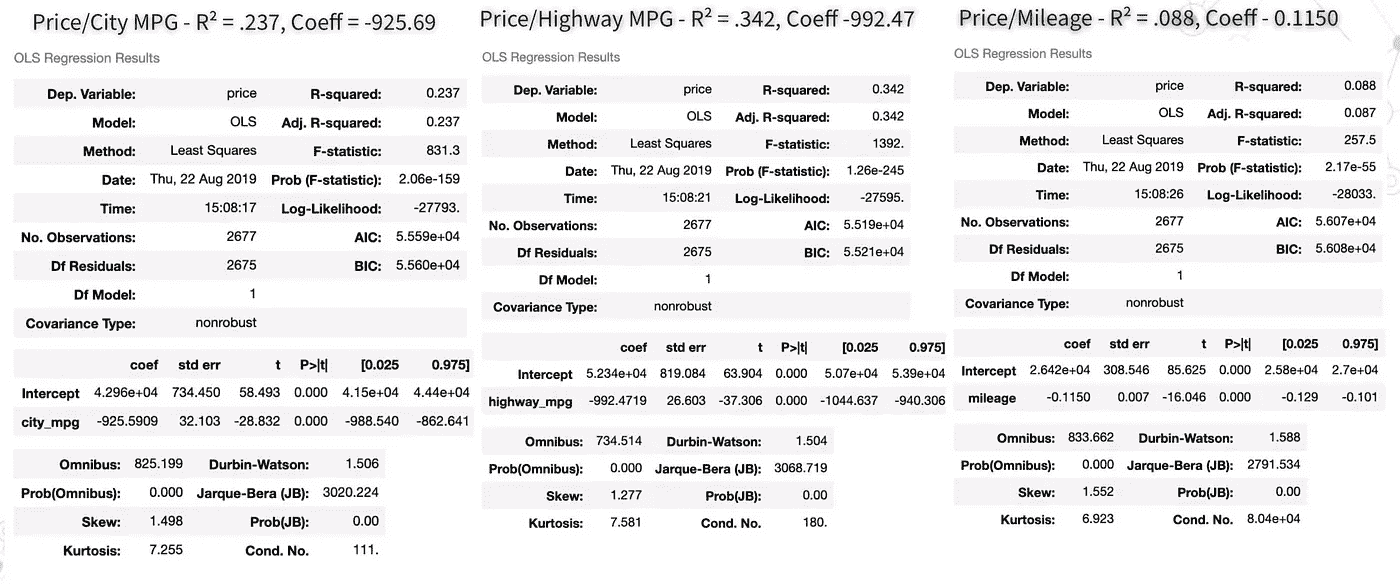 Price/City MPG - R² = .237, Coeff = -925.69
OLS Regression Results
Dep. Variable: price R-squared: 0.237
Model: OLS Adj. R-squared: 0.237
Method: Least Squares F-statistic: 831.3
Date: Thu, 22 Aug 2019 Prob (F-statistic): 2.06e-159
Time: 15:08:17 Log-Likelihood: -27793.
No. Observations: 2677 AIC: 5.559e+04
Df Residuals: 2675 BIC: 5.560e+04
Df Model: 1
Covariance Type: nonrobust
coef std err t P>|t| [0.025 0.975]
Intercept 4.296e+04 734.450 58.493 0.000 4.15e+04 4.44e+04
city_mpg -925.5909 32.103 -28.832 0.000 -988.540 -862.641
Omnibus: 825.199 Durbin-Watson: 1.506
Prob(Omnibus): 0.000 Jarque-Bera (JB): 3020.224
Skew: 1.498 Prob(JB): 0.00
Kurtosis: 7.255 Cond. No. 111.
Price/Highway MPG - R² = .342, Coeff -992.47
OLS Regression Results
Dep. Variable: price R-squared: 0.342
Model: OLS Adj. R-squared: 0.342
Method: Least Squares F-statistic: 1392.
Date: Thu, 22 Aug 2019 Prob (F-statistic): 1.26e-245
Time: 15:08:21 Log-Likelihood: -27595.
No. Observations: 2677 AIC: 5.519e+04
Df Residuals: 2675 BIC: 5.521e+04
Df Model: 1
Covariance Type: nonrobust
coef std err t P>|t| [0.025 0.975]
Intercept 5.234e+04 819.084 63.904 0.000 5.07e+04 5.39e+04
highway_mpg -992.4719 26.603 -37.306 0.000 -1044.637 -940.306
Omnibus: 734.514 Durbin-Watson: 1.504
Prob(Omnibus): 0.000 Jarque-Bera (JB): 3068.719
Skew: 1.277 Prob(JB): 0.00
Kurtosis: 7.581 Cond. No. 180.
Price/Mileage - R² = .088, Coeff - 0.1150
OLS Regression Results
Dep. Variable: price R-squared: 0.088
Model: OLS Adj. R-squared: 0.087
Method: Least Squares F-statistic: 257.5
Date: Thu, 22 Aug 2019 Prob (F-statistic): 2.17e-55
Time: 15:08:26 Log-Likelihood: -28033.
No. Observations: 2677 AIC: 5.607e+04
Df Residuals: 2675 BIC: 5.608e+04
Df Model: 1
Covariance Type: nonrobust
coef std err t P>|t| [0.025 0.975]
Intercept 2.642e+04 308.546 85.625 0.000 2.58e+04 2.7e+04
mileage -0.1150 0.007 -16.046 0.000 -0.129 -0.101
Omnibus: 833.662 Durbin-Watson: 1.588
Prob(Omnibus): 0.000 Jarque-Bera (JB): 2791.534
Skew: 1.552 Prob(JB): 0.00
Kurtosis: 6.923 Cond. No. 8.04e+04